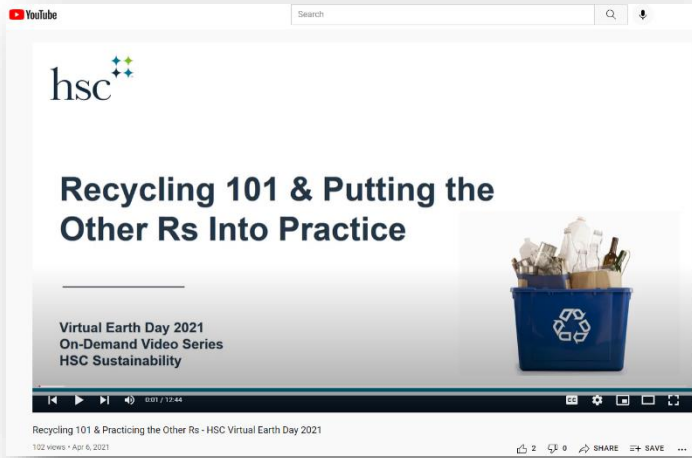 YouTube
Search
hsc
Recycling 101 & Putting the
Other Rs Into Practice
Virtual Earth Day 2021
On-Demand Video Series
HSC Sustainability
0:01 / 12:44
CC
Recycling 101 & Practicing the Other Rs - HSC Virtual Earth Day 2021
102 views • Apr 6, 2021
2
0
SHARE
SAVE
...